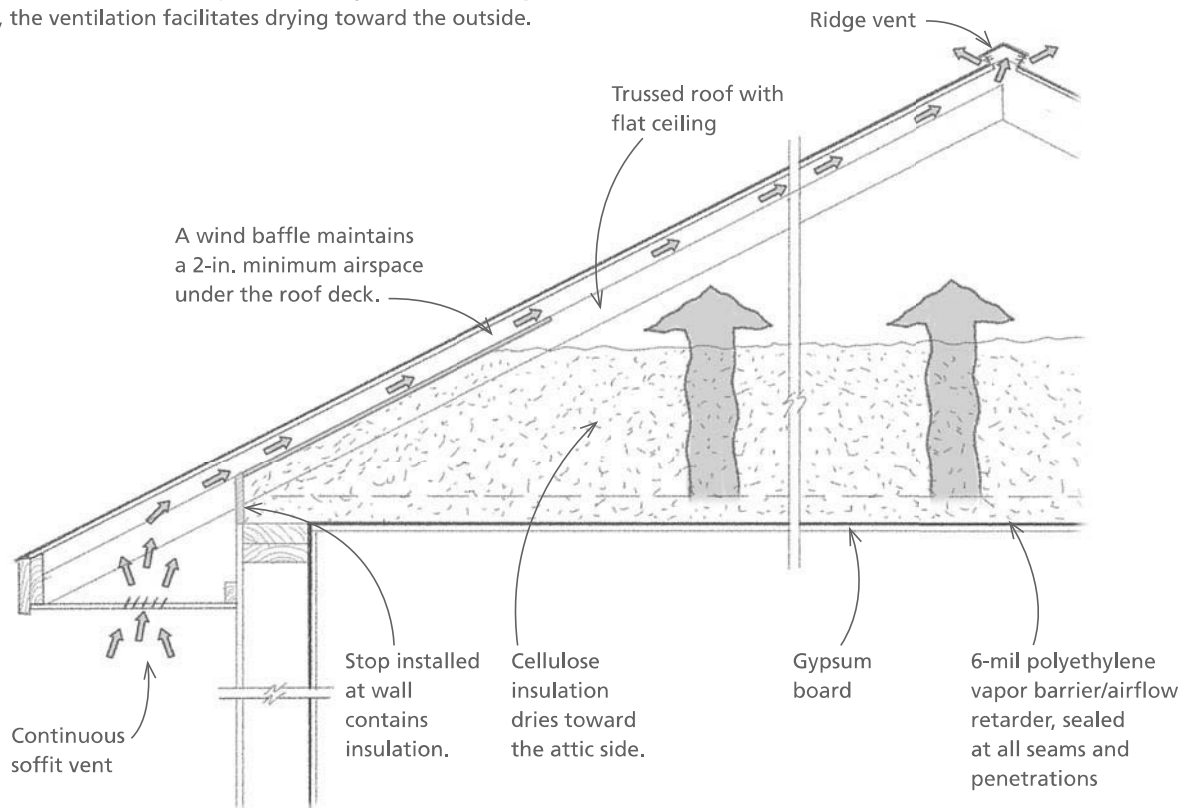 , the ventilation facilitates drying toward the outside.
Ridge vent
Trussed roof with
flat ceiling
A wind baffle maintains
a 2-in. minimum airspace
under the roof deck.
Continuous
soffit vent
Stop installed
at wall
contains
insulation.
Cellulose
insulation
dries toward
the attic side.
Gypsum
board
6-mil polyethylene
vapor barrier/airflow
retarder, sealed
at all seams and
penetrations